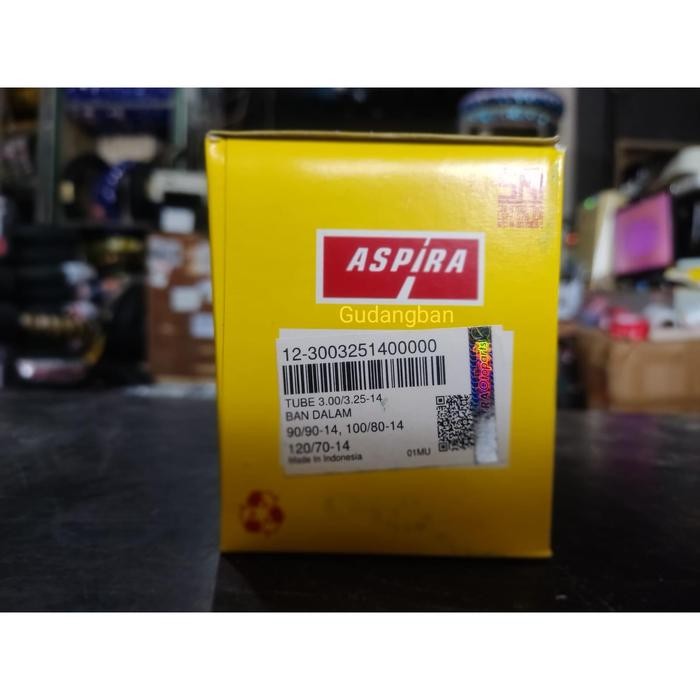 ASPIRA
Gudangban
12-3003251400000
TUBE 3.00/3.25-14
BAN DALAM
90/90-14, 100/80-14
120/70-14
Made In Indonesia
01MU